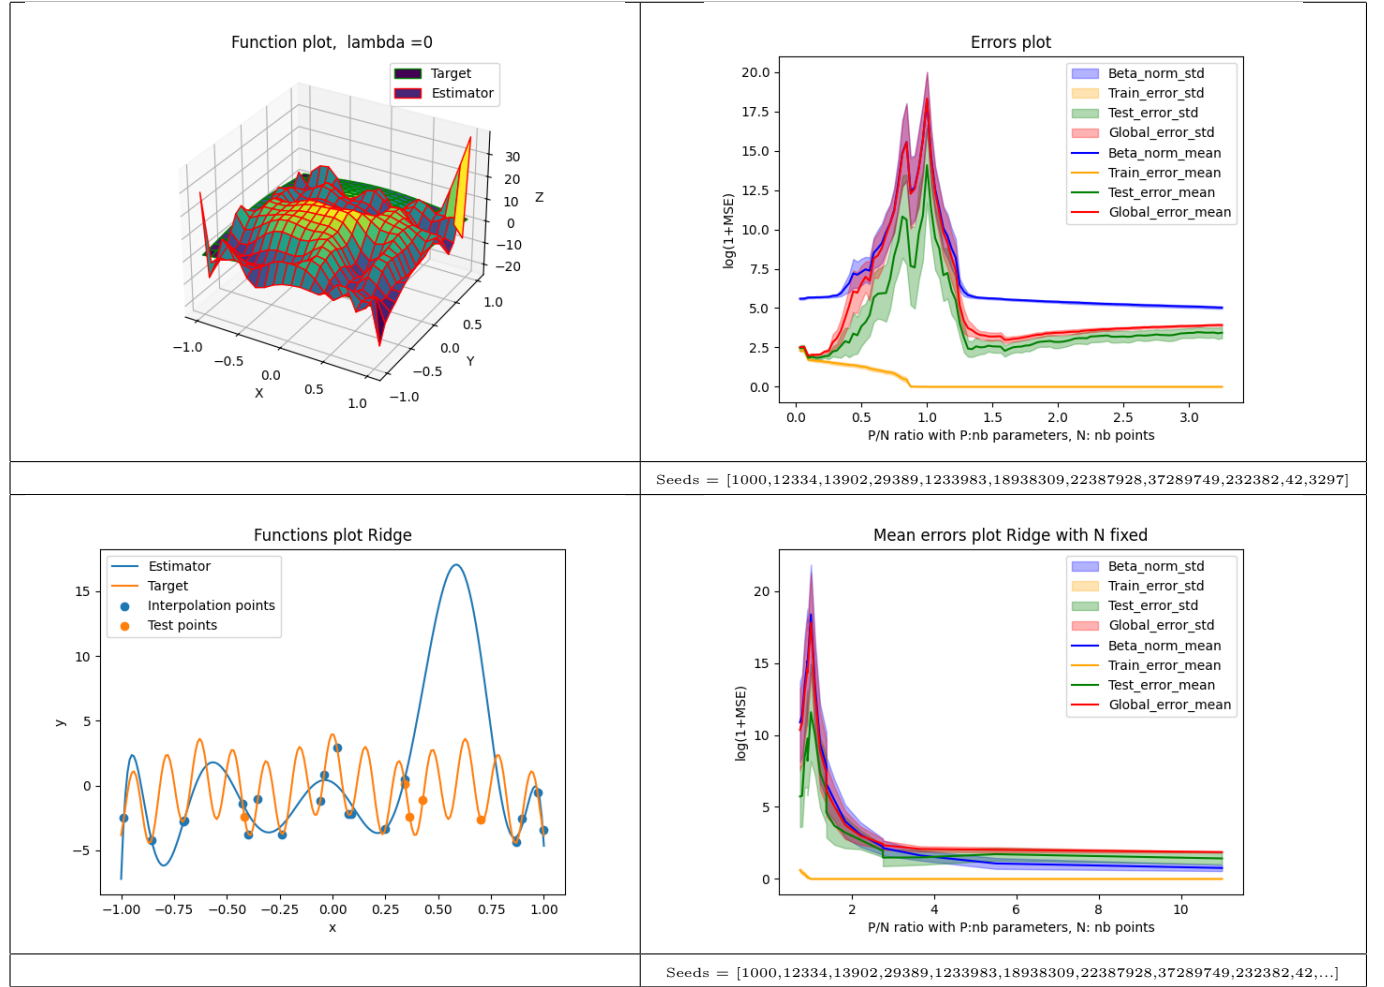 Function plot, lambda =0
Target
Estimator
30
20
10
0
−10
−20
Z
1.0
0.5
0.0
−0.5
−1.0
Y
−1.0
−0.5
0.0
0.5
1.0
X
Errors plot
20.0
17.5
15.0
12.5
10.0
7.5
5.0
2.5
0.0
log(1+MSE)
Beta_norm_std
Train_error_std
Test_error_std
Global_error_std
Beta_norm_mean
Train_error_mean
Test_error_mean
Global_error_mean
0.0 0.5 1.0 1.5 2.0 2.5 3.0
P/N ratio with P:nb parameters, N: nb points
Seeds = [1000,12334,13902,29389,1233983,18938309,22387928,37289749,232382,42,3297]
Functions plot Ridge
Estimator
Target
Interpolation points
Test points
15
10
5
0
−5
y
−1.00 −0.75 −0.50 −0.25 0.00 0.25 0.50 0.75 1.00
x
Mean errors plot Ridge with N fixed
20
15
10
5
0
log(1+MSE)
Beta_norm_std
Train_error_std
Test_error_std
Global_error_std
Beta_norm_mean
Train_error_mean
Test_error_mean
Global_error_mean
2 4 6 8 10
P/N ratio with P:nb parameters, N: nb points
Seeds = [1000,12334,13902,29389,1233983,18938309,22387928,37289749,232382,42,...]